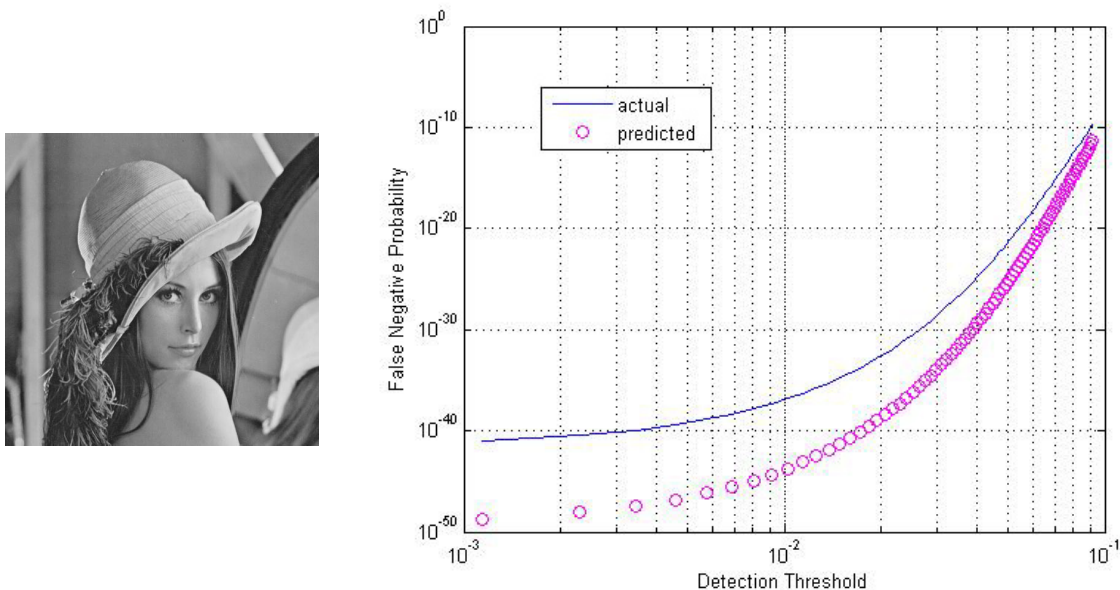 10^0
10^-10
10^-20
10^-30
10^-40
10^-50
False Negative Probability
actual
predicted
10^-3
10^-2
10^-1
Detection Threshold